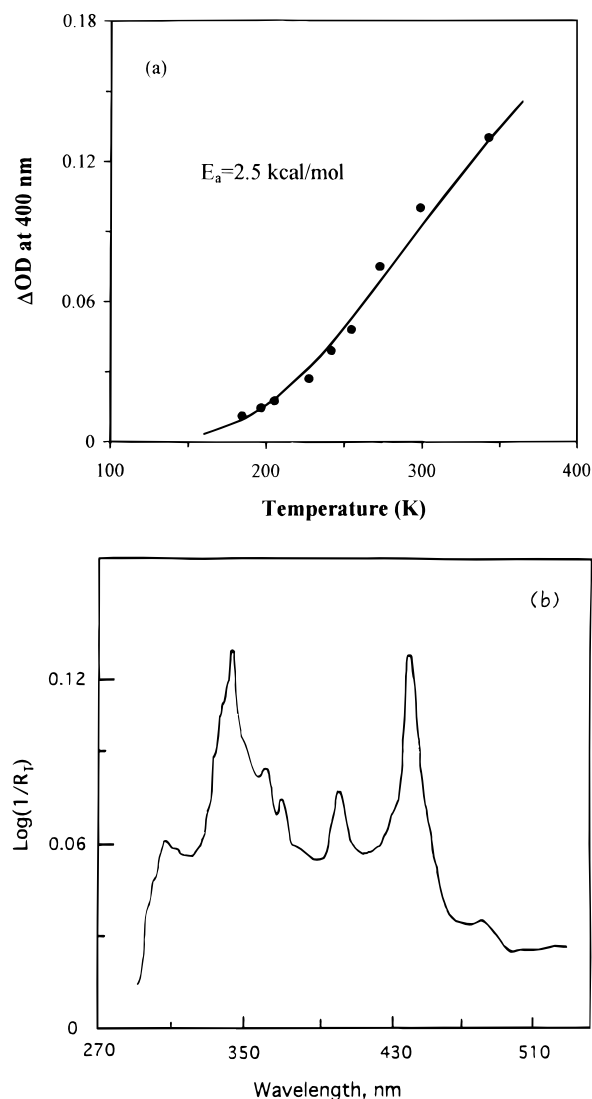 0.18
(a)
Eₐ=2.5 kcal/mol
0.12
ΔOD at 400 nm
0.06
0
100
200
300
400
Temperature (K)
(b)
0.12
Log(1/R_T)
0.06
0
270
350
430
510
Wavelength, nm